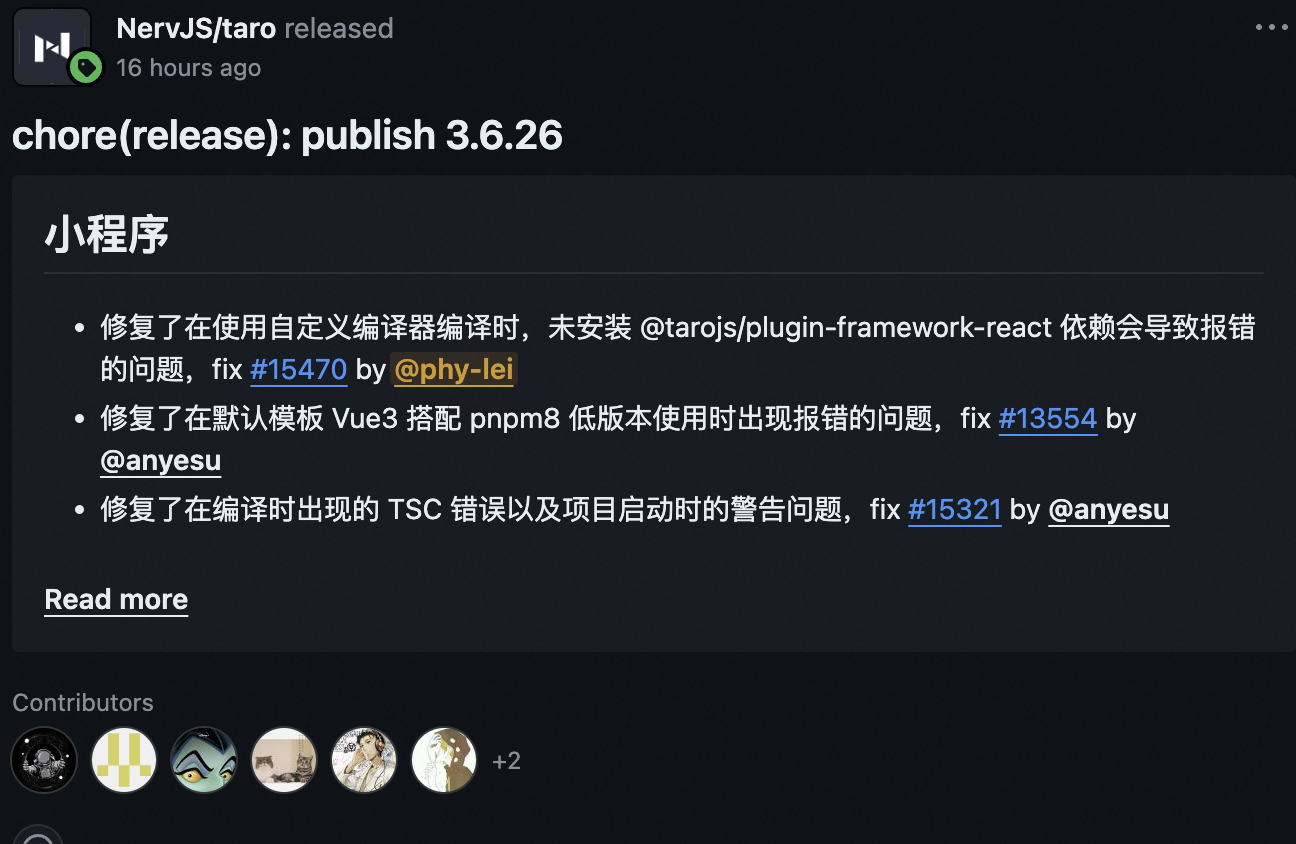 NervJS/taro released
16 hours ago
chore(release): publish 3.6.26
小程序
修复了在使用自定义编译器编译时，未安装 @tarojs/plugin-framework-react 依赖会导致报错
的问题，fix #15470 by @phy-lei
修复了在默认模板 Vue3 搭配 pnpm8 低版本使用时出现报错的问题，fix #13554 by
@anyesu
修复了在编译时出现的 TSC 错误以及项目启动时的警告问题，fix #15321 by @anyesu
Read more
Contributors
+2